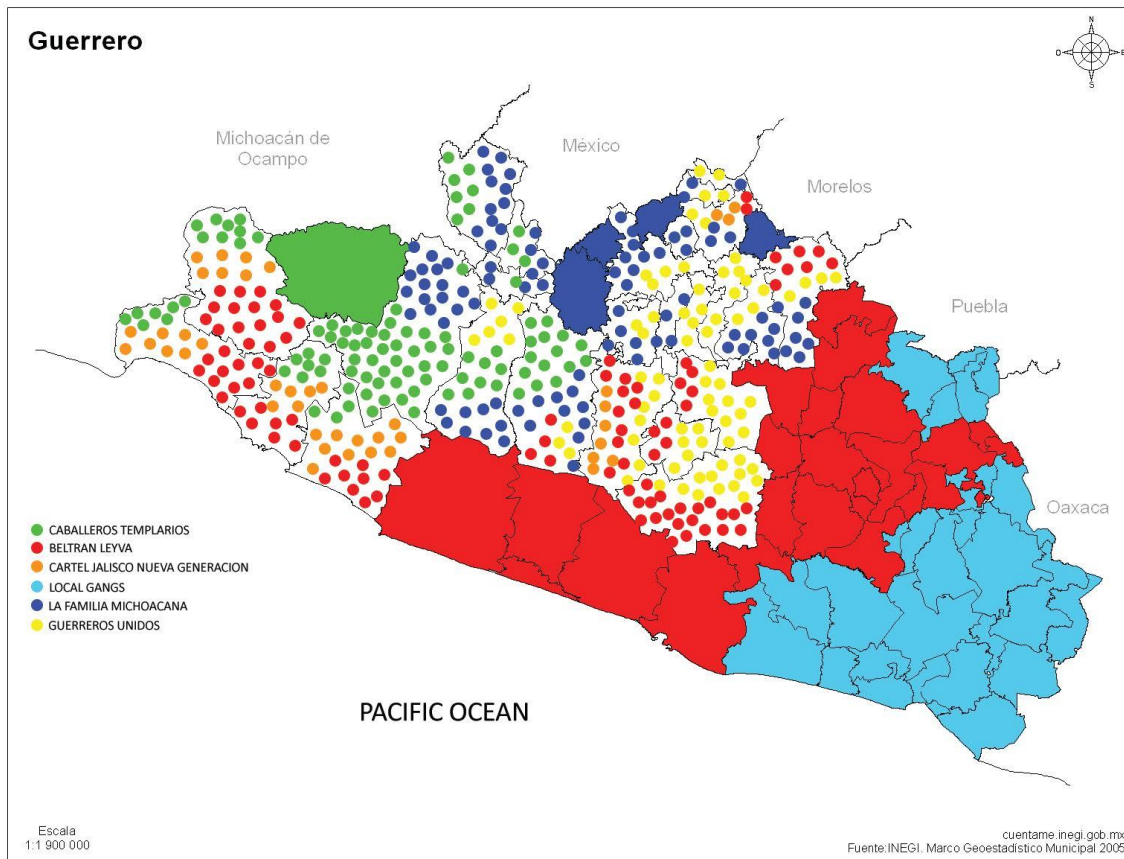 Guerrero
N
O
E
S
Michoacán de
Ocampo
México
Morelos
Puebla
Oaxaca
CABALLEROS TEMPLARIOS
BELTRAN LEYVA
CARTEL JALISCO NUEVA GENERACION
LOCAL GANGS
LA FAMILIA MICHOACANA
GUERREROS UNIDOS
PACIFIC OCEAN
Escala
1:1 900 000
cuentame.inegi.gob.mx
Fuente:INEGI. Marco Geoestadístico Municipal 2005